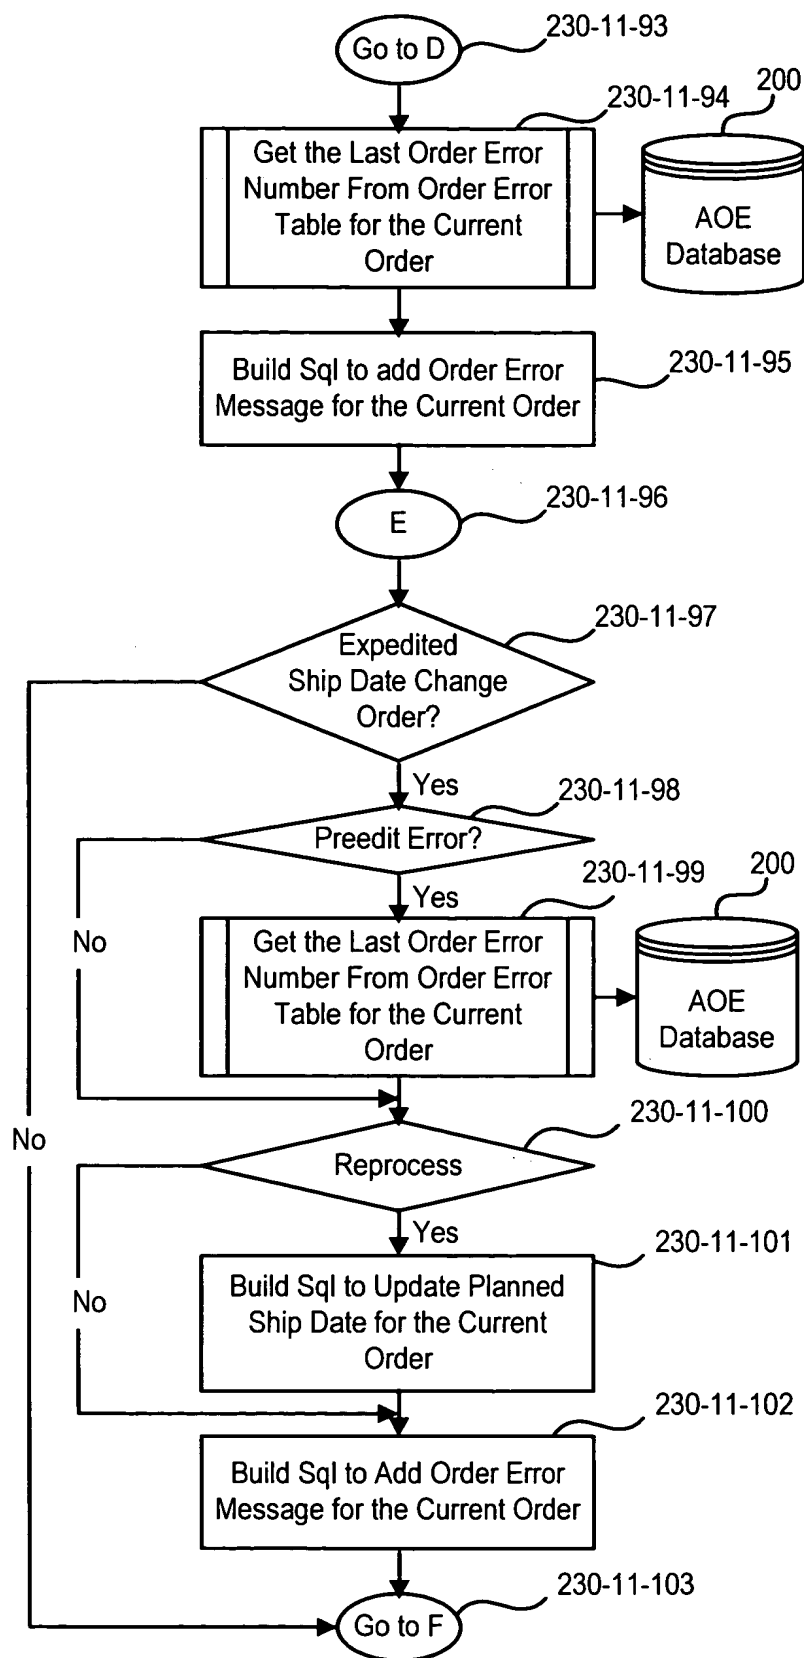 Go to D
230-11-93
230-11-94
200
Get the Last Order Error
Number From Order Error
Table for the Current
Order
AOE
Database
Build Sql to add Order Error
Message for the Current Order
230-11-95
E
230-11-96
230-11-97
Expedited
Ship Date Change
Order?
Yes
230-11-98
Preedit Error?
Yes
230-11-99
200
No
Get the Last Order Error
Number From Order Error
Table for the Current
Order
AOE
Database
230-11-100
No
Reprocess
Yes
230-11-101
No
Build Sql to Update Planned
Ship Date for the Current
Order
230-11-102
Build Sql to Add Order Error
Message for the Current Order
230-11-103
Go to F